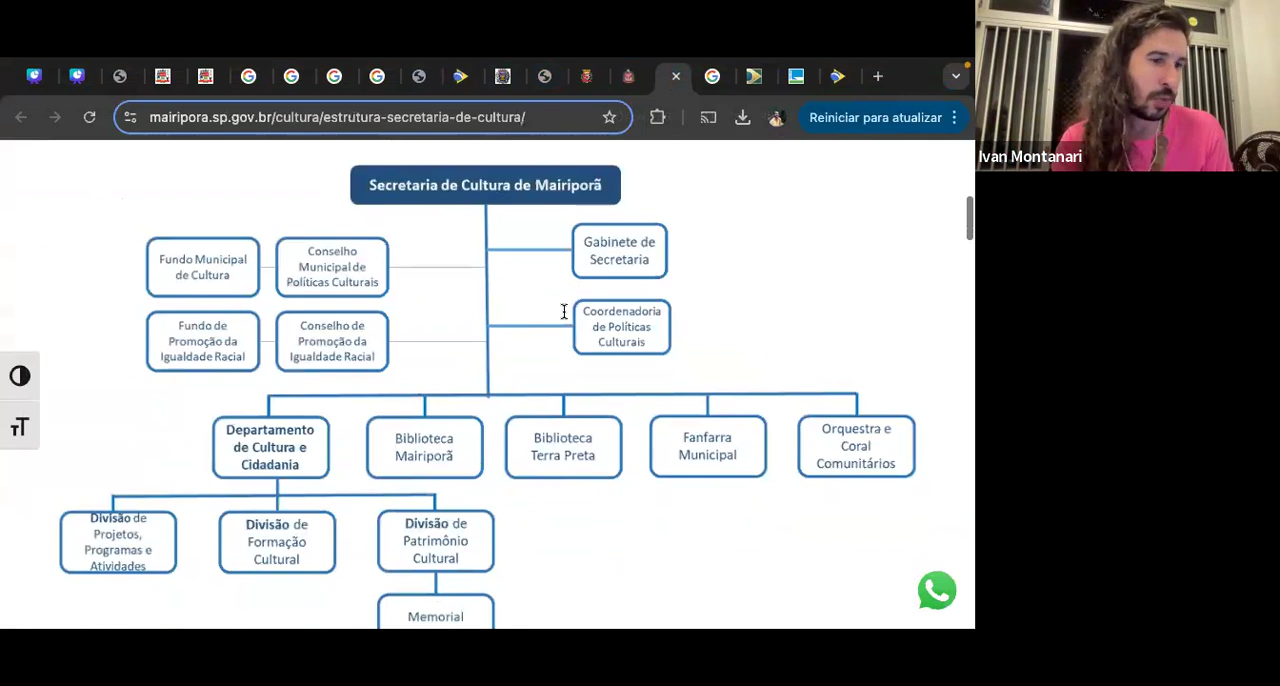 mairipora.sp.gov.br/cultura/estrutura-secretaria-de-cultura/
Reiniciar para atualizar
Ivan Montanari
Secretaria de Cultura de Mairiporã
Gabinete de
Secretaria
Fundo Municipal
de Cultura
Conselho
Municipal de
Políticas Culturais
Coordenadoria
de Políticas
Culturais
Fundo de
Promoção da
Igualdade Racial
Conselho de
Promoção da
Igualdade Racial
TT
Departamento
de Cultura e
Cidadania
Biblioteca
Mairiporã
Biblioteca
Terra Preta
Fanfarra
Municipal
Orquestra e
Coral
Comunitários
Divisão de
Projetos,
Programas e
Atividades
Divisão de
Formação
Cultural
Divisão de
Patrimônio
Cultural
Memorial